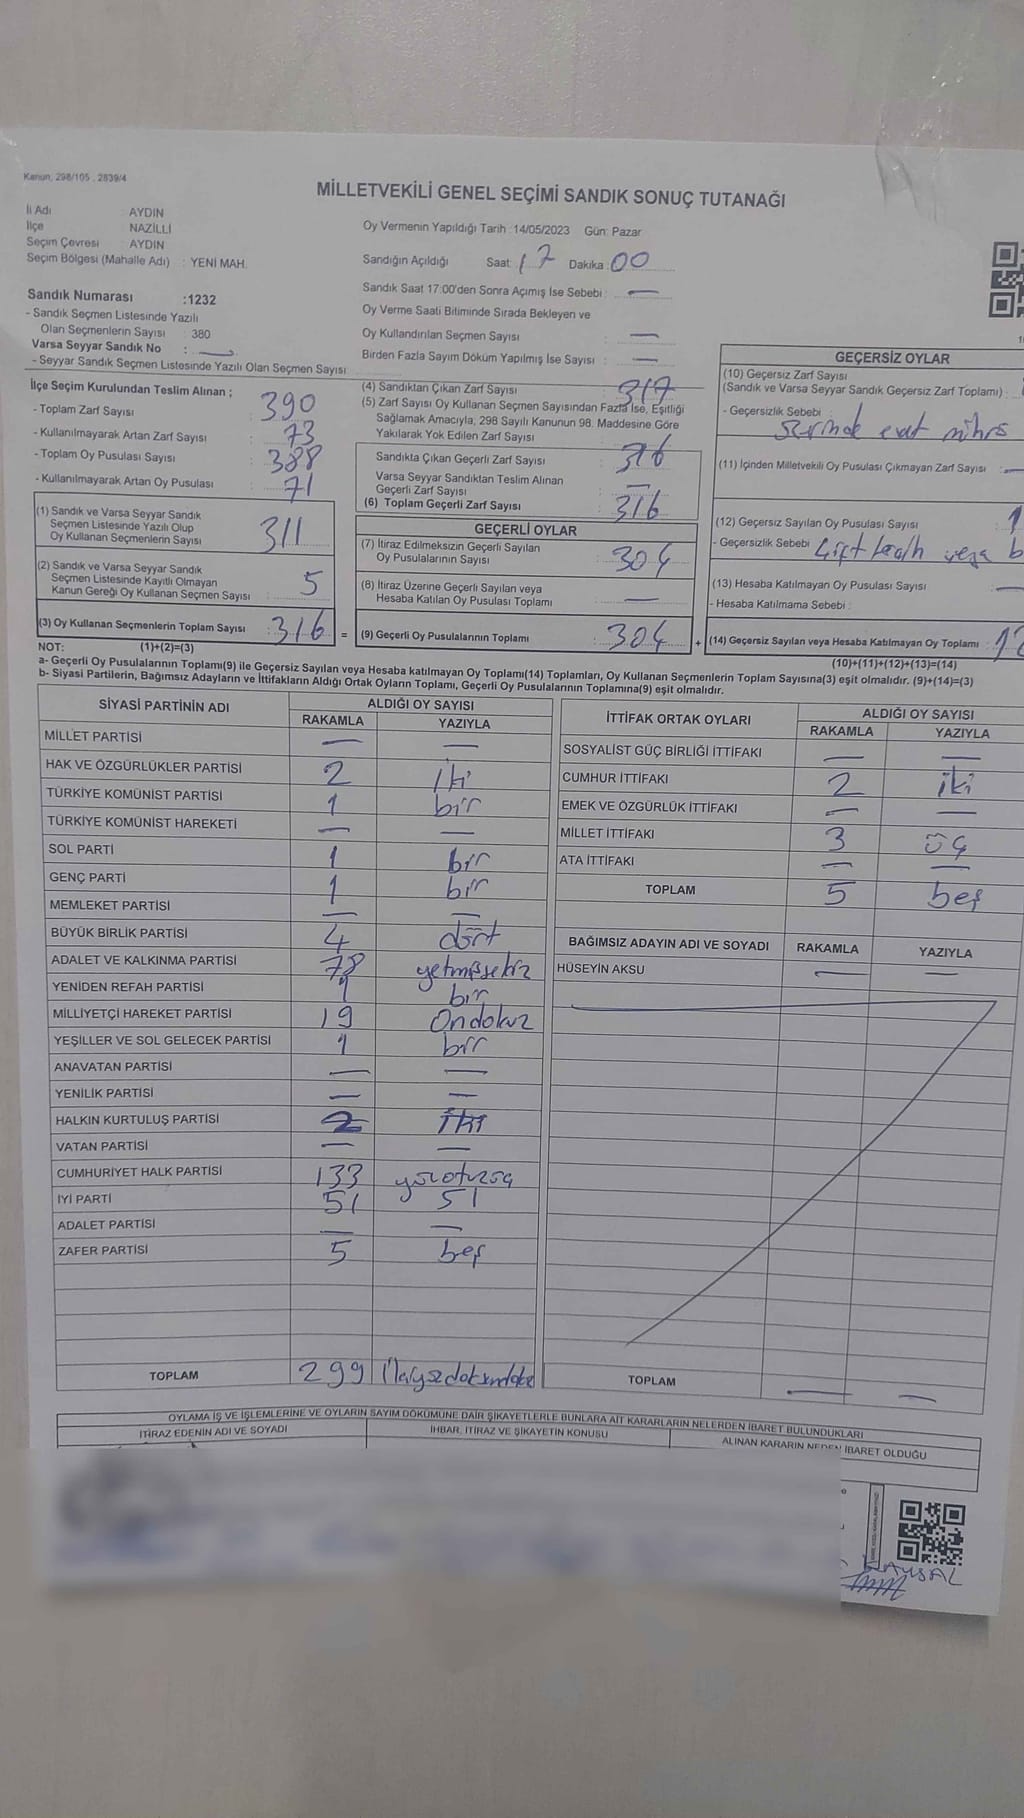 Kanun, 298/105 , 2839/4
MİLLETVEKİLİ GENEL SEÇİMİ SANDIK SONUÇ TUTANAĞI
İl Adı : AYDIN
İlçe NAZİLLİ
Seçim Çevresi : AYDIN
Seçim Bölgesi (Mahalle Adı) : YENİ MAH.
Oy Vermenin Yapıldığı Tarih :14/05/2023 Gün: Pazar
Sandığın Açıldığı Saat: 17 Dakika :00
Sandık Saat 17:00'den Sonra Açımış İse Sebebi : —
Oy Verme Saati Bitiminde Sırada Bekleyen ve
Oy Kullandırılan Seçmen Sayısı —
Birden Fazla Sayım Döküm Yapılmış İse Sayısı : —
Sandık Numarası :1232
- Sandık Seçmen Listesinde Yazılı
Olan Seçmenlerin Sayısı : 380
Varsa Seyyar Sandık No : —
- Seyyar Sandık Seçmen Listesinde Yazılı Olan Seçmen Sayısı
İlçe Seçim Kurulundan Teslim Alınan ;
- Toplam Zarf Sayısı 390
- Kullanılmayarak Artan Zarf Sayısı : 73
- Toplam Oy Pusulası Sayısı : 388
- Kullanılmayarak Artan Oy Pusulası : 71
(1) Sandık ve Varsa Seyyar Sandık
Seçmen Listesinde Yazılı Olup
Oy Kullanan Seçmenlerin Sayısı 311
(2) Sandık ve Varsa Seyyar Sandık
Seçmen Listesinde Kayıtlı Olmayan
Kanun Gereği Oy Kullanan Seçmen Sayısı : 5
(3) Oy Kullanan Seçmenlerin Toplam Sayısı : 316 =
(4) Sandıktan Çıkan Zarf Sayısı : 317
(5) Zarf Sayısı Oy Kullanan Seçmen Sayısından Fazla İse, Eşitliği
Sağlamak Amacıyla, 298 Sayılı Kanunun 98. Maddesine Göre
Yakılarak Yok Edilen Zarf Sayısı :
Sandıkta Çıkan Geçerli Zarf Sayısı : 316
Varsa Seyyar Sandıktan Teslim Alınan
Geçerli Zarf Sayısı : —
(6) Toplam Geçerli Zarf Sayısı : 316
GEÇERLİ OYLAR
(7) İtiraz Edilmeksizin Geçerli Sayılan
Oy Pusulalarının Sayısı : 304
(8) İtiraz Üzerine Geçerli Sayılan veya
Hesaba Katılan Oy Pusulası Toplamı : —
(9) Geçerli Oy Pusulalarının Toplamı : 304 +
GEÇERSİZ OYLAR
(10) Geçersiz Zarf Sayısı
(Sandık ve Varsa Seyyar Sandık Geçersiz Zarf Toplamı) :
- Geçersizlik Sebebi :
(11) İçinden Milletvekili Oy Pusulası Çıkmayan Zarf Sayısı : —
(12) Geçersiz Sayılan Oy Pusulası Sayısı : 1
- Geçersizlik Sebebi : Çift veya b
(13) Hesaba Katılmayan Oy Pusulası Sayısı : —
- Hesaba Katılmama Sebebi :
(14) Geçersiz Sayılan veya Hesaba Katılmayan Oy Toplamı : 12
NOT: (1)+(2)=(3) (10)+(11)+(12)+(13)=(14)
a- Geçerli Oy Pusulalarının Toplamı(9) ile Geçersiz Sayılan veya Hesaba katılmayan Oy Toplamı(14) Toplamları, Oy Kullanan Seçmenlerin Toplam Sayısına(3) eşit olmalıdır. (9)+(14)=(3)
b- Siyasi Partilerin, Bağımsız Adayların ve İttifakların Aldığı Ortak Oyların Toplamı, Geçerli Oy Pusulalarının Toplamına(9) eşit olmalıdır.
SİYASİ PARTİNİN ADI ALDIĞI OY SAYISI
RAKAMLA YAZIYLA
MİLLET PARTİSİ — —
HAK VE ÖZGÜRLÜKLER PARTİSİ 2 iki
TÜRKİYE KOMÜNİST PARTİSİ 1 bir
TÜRKİYE KOMÜNİST HAREKETİ — —
SOL PARTİ 1 bir
GENÇ PARTİ 1 bir
MEMLEKET PARTİSİ — —
BÜYÜK BİRLİK PARTİSİ 4 dört
ADALET VE KALKINMA PARTİSİ 78 yetmişsekiz
YENİDEN REFAH PARTİSİ 1 bir
MİLLİYETÇİ HAREKET PARTİSİ 19 Ondokuz
YEŞİLLER VE SOL GELECEK PARTİSİ 1 bir
ANAVATAN PARTİSİ — —
YENİLİK PARTİSİ — —
HALKIN KURTULUŞ PARTİSİ 2 iki
VATAN PARTİSİ — —
CUMHURİYET HALK PARTİSİ 133 yüzotuzüç
İYİ PARTİ 51 51
ADALET PARTİSİ — —
ZAFER PARTİSİ 5 beş
TOPLAM 299
İTTİFAK ORTAK OYLARI ALDIĞI OY SAYISI
RAKAMLA YAZIYLA
SOSYALİST GÜÇ BİRLİĞİ İTTİFAKI — —
CUMHUR İTTİFAKI 2 iki
EMEK VE ÖZGÜRLÜK İTTİFAKI — —
MİLLET İTTİFAKI 3 üç
ATA İTTİFAKI — —
TOPLAM 5 beş
BAĞIMSIZ ADAYIN ADI VE SOYADI RAKAMLA YAZIYLA
HÜSEYİN AKSU — —
TOPLAM — —
OYLAMA İŞ VE İŞLEMLERİNE VE OYLARIN SAYIM DÖKÜMÜNE DAİR ŞİKAYETLERLE BUNLARA AİT KARARLARIN NELERDEN İBARET BULUNDUKLARI
İTİRAZ EDENİN ADI VE SOYADI İHBAR, İTİRAZ VE ŞİKAYETİN KONUSU ALINAN KARARIN NEDEN İBARET OLDUĞU